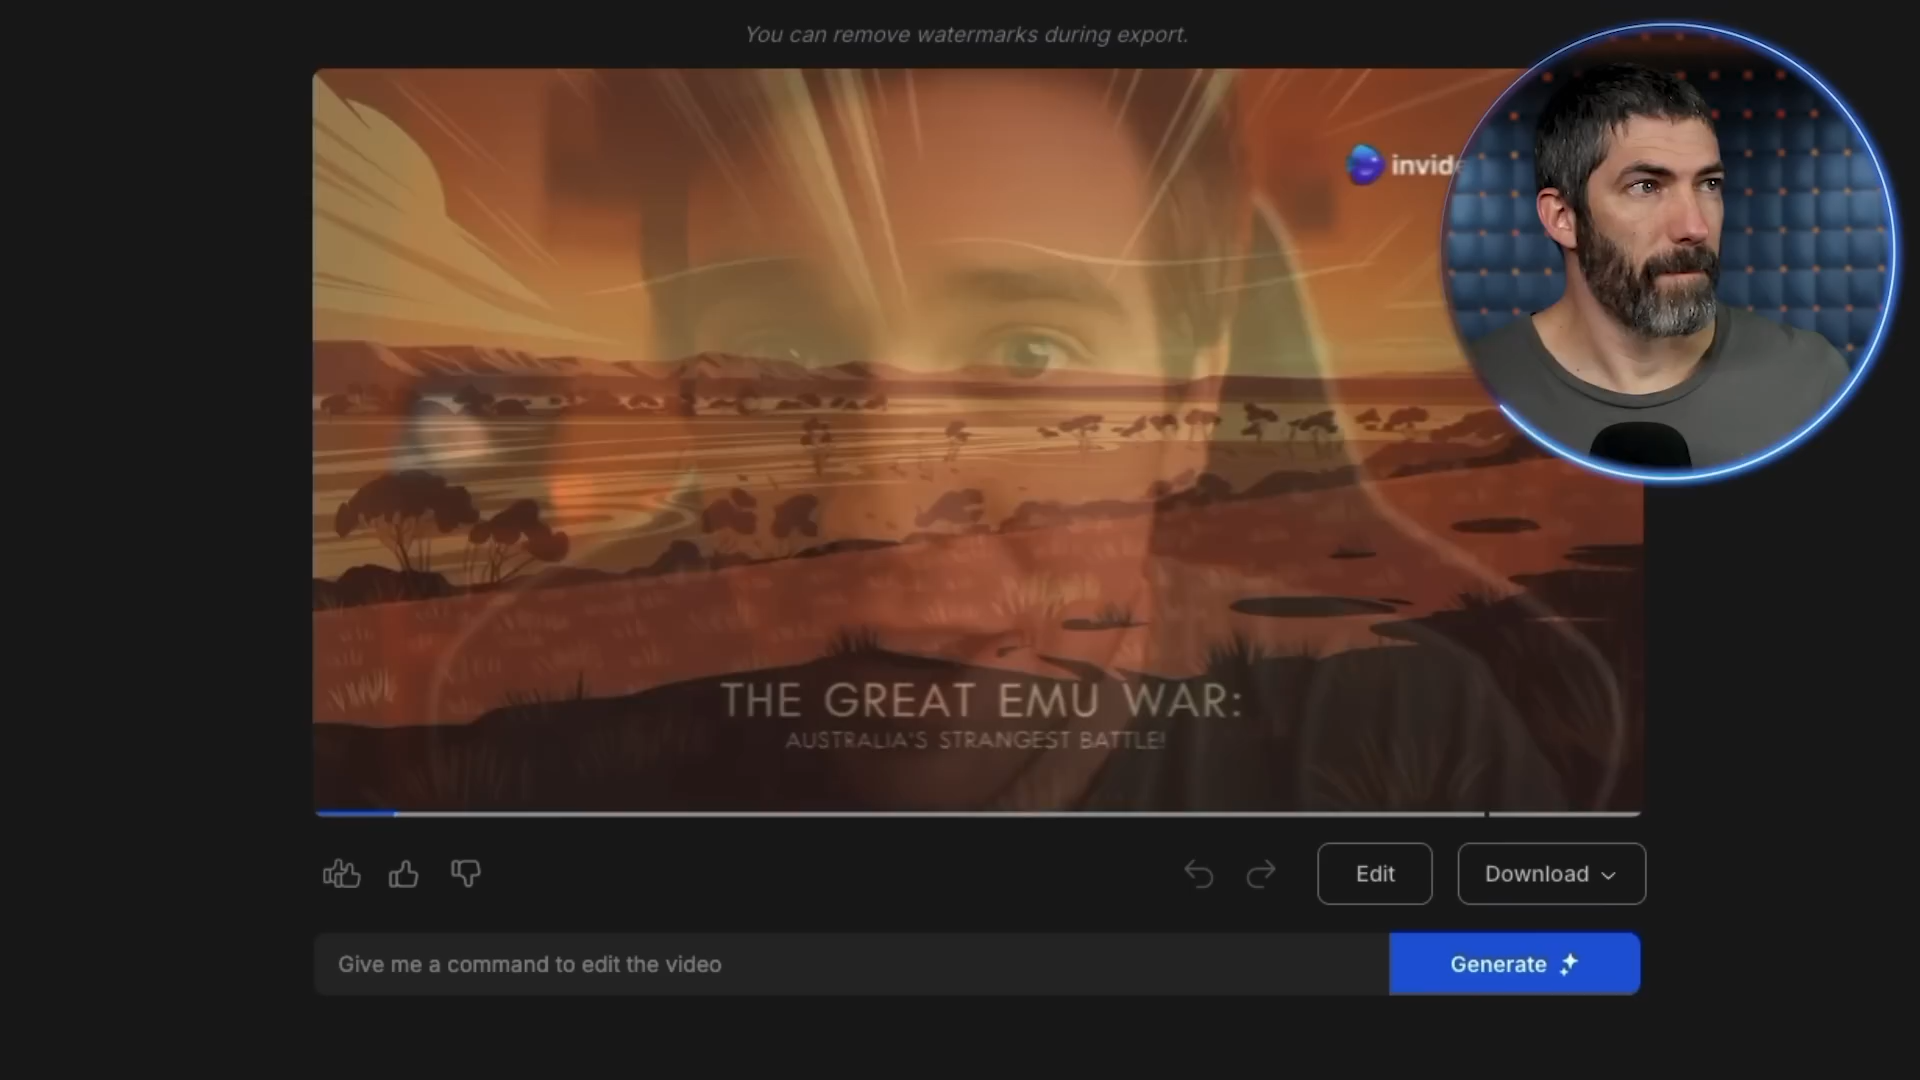 You can remove watermarks during export.
invide
THE GREAT EMU WAR:
AUSTRALIA'S STRANGEST BATTLE!
Edit
Download
Give me a command to edit the video
Generate